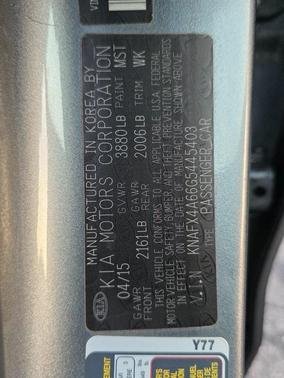 MANUFACTURED IN KOREA BY
KIA MOTORS CORPORATION
04/15 GVWR 3880LB PAINT MST
GAWR FRONT 2161LB GAWR REAR 2006LB TRIM WK
THIS VEHICLE CONFORMS TO ALL APPLICABLE U.S.A. FEDERAL
MOTOR VEHICLE SAFETY, BUMPER AND THEFT PREVENTION STANDARDS
IN EFFECT ON THE DATE OF MANUFACTURE SHOWN ABOVE.
V.I.N : KNAFX4A66G5445403
TYPE : PASSENGER CAR
KIA
Y77